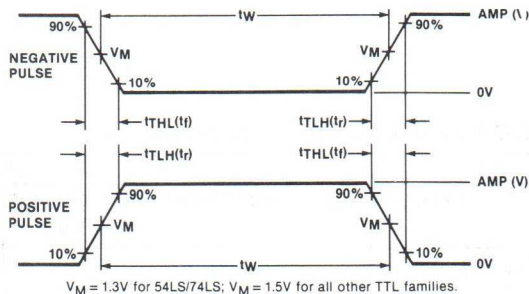 tW
AMP (V)
90%
90%
NEGATIVE
PULSE
VM
VM
10%
10%
0V
tTHL(tf)
tTLH(tr)
tTLH(tr)
tTHL(tf)
90%
90%
AMP (V)
POSITIVE
PULSE
VM
VM
10%
10%
tW
0V
VM = 1.3V for 54LS/74LS; VM = 1.5V for all other TTL families.